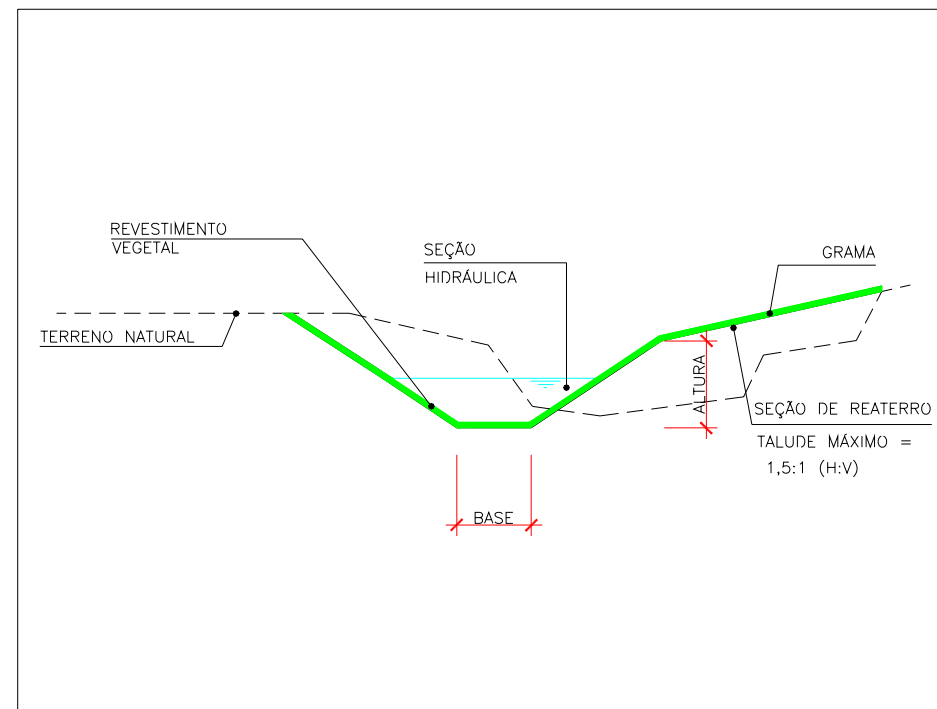 REVESTIMENTO
VEGETAL
SEÇÃO
HIDRÁULICA
GRAMA
TERRENO NATURAL
ALTURA
SEÇÃO DE REATERRO
TALUDE MÁXIMO =
1,5:1 (H:V)
BASE